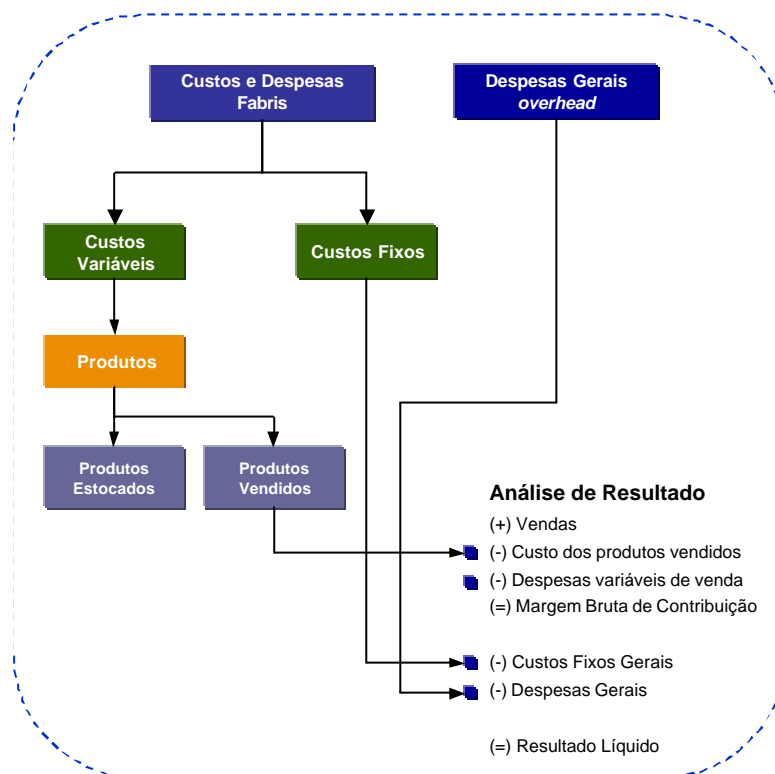 Custos e Despesas
Fabris
Despesas Gerais
overhead
Custos
Variáveis
Custos Fixos
Produtos
Produtos
Estocados
Produtos
Vendidos
Análise de Resultado
(+) Vendas
(-) Custo dos produtos vendidos
(-) Despesas variáveis de venda
(=) Margem Bruta de Contribuição
(-) Custos Fixos Gerais
(-) Despesas Gerais
(=) Resultado Líquido